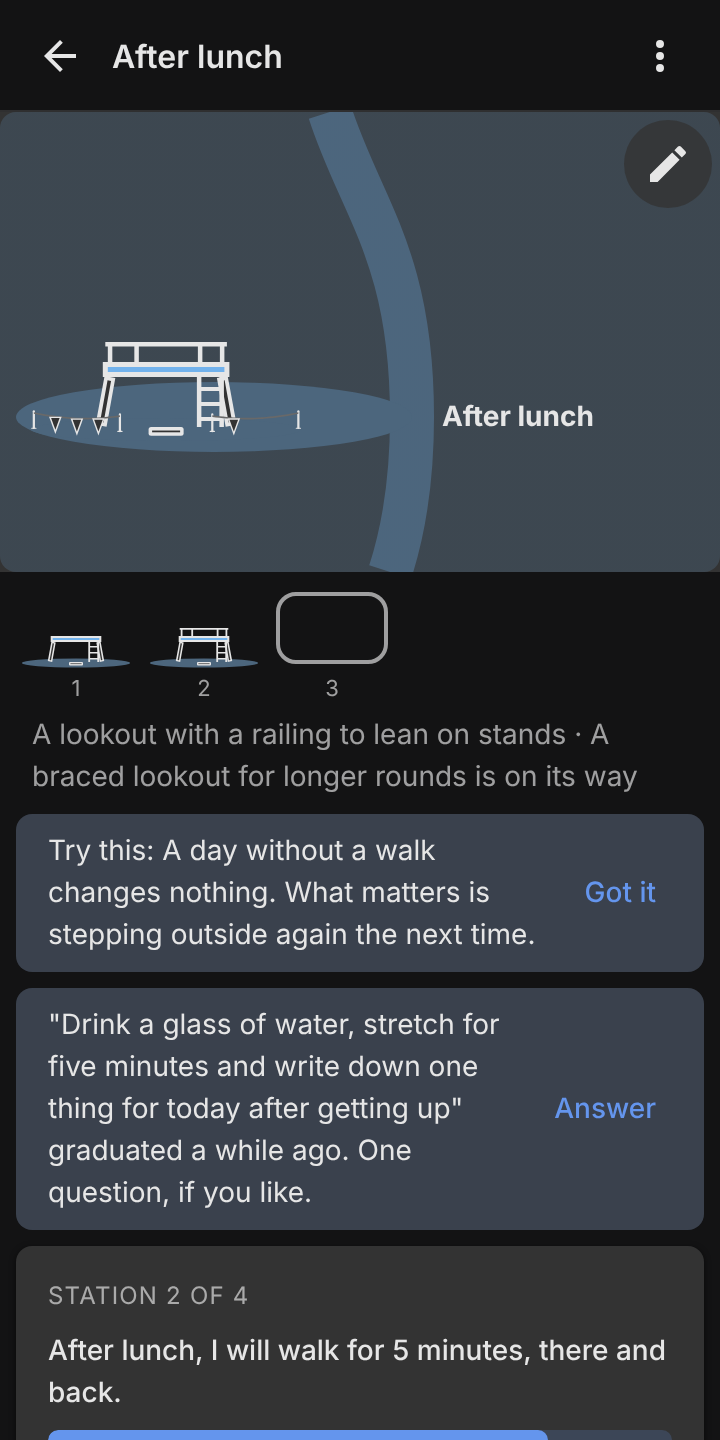 After lunch
After lunch
1
2
3
A lookout with a railing to lean on stands · A
braced lookout for longer rounds is on its way
Try this: A day without a walk
changes nothing. What matters is
stepping outside again the next time.
Got it
"Drink a glass of water, stretch for
five minutes and write down one
thing for today after getting up"
graduated a while ago. One
question, if you like.
Answer
STATION 2 OF 4
After lunch, I will walk for 5 minutes, there and
back.